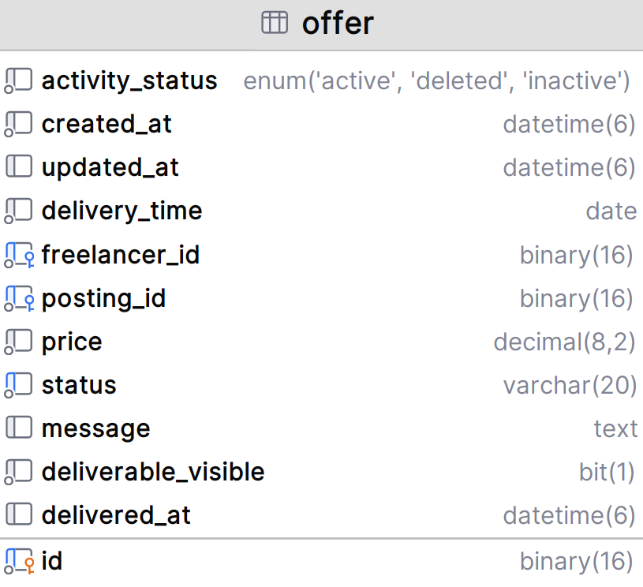 offer
activity_status enum('active', 'deleted', 'inactive')
created_at datetime(6)
updated_at datetime(6)
delivery_time date
freelancer_id binary(16)
posting_id binary(16)
price decimal(8,2)
status varchar(20)
message text
deliverable_visible bit(1)
delivered_at datetime(6)
id binary(16)